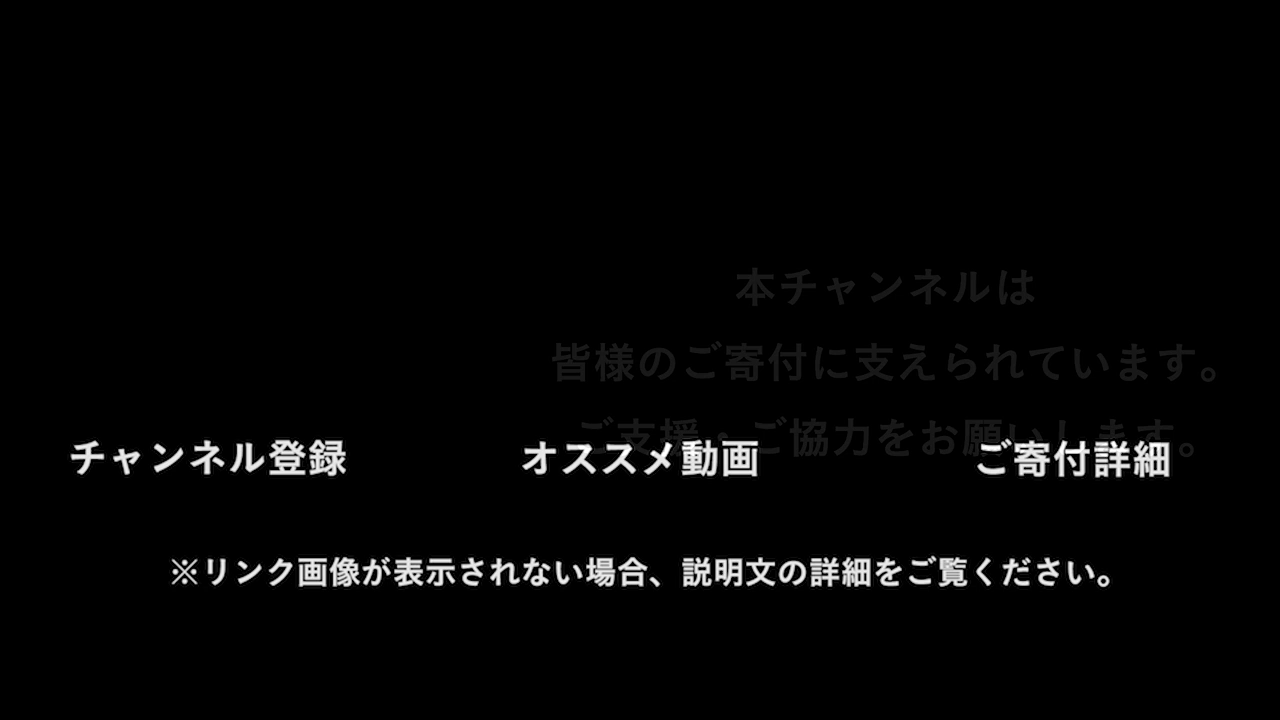 本チャンネルは
皆様のご寄付に支えられています。
ご支援・ご協力をお願いします。
チャンネル登録
オススメ動画
ご寄付詳細
※リンク画像が表示されない場合、説明文の詳細をご覧ください。